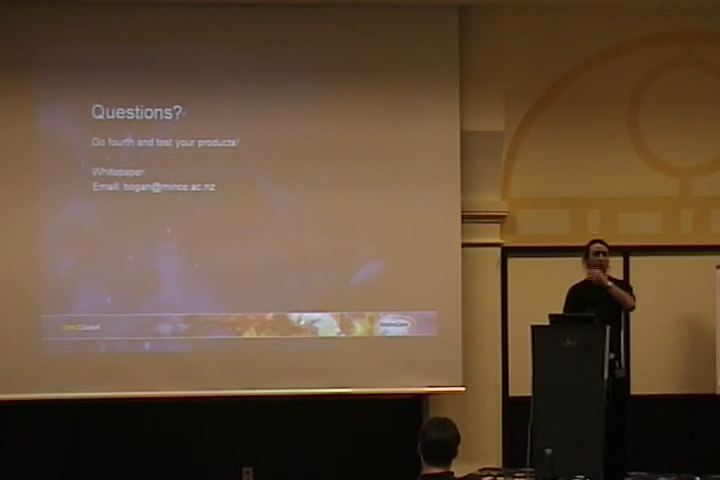 Questions?
Go fourth and test your products!
Whitepaper:
Email: bogan@mince.ac.nz